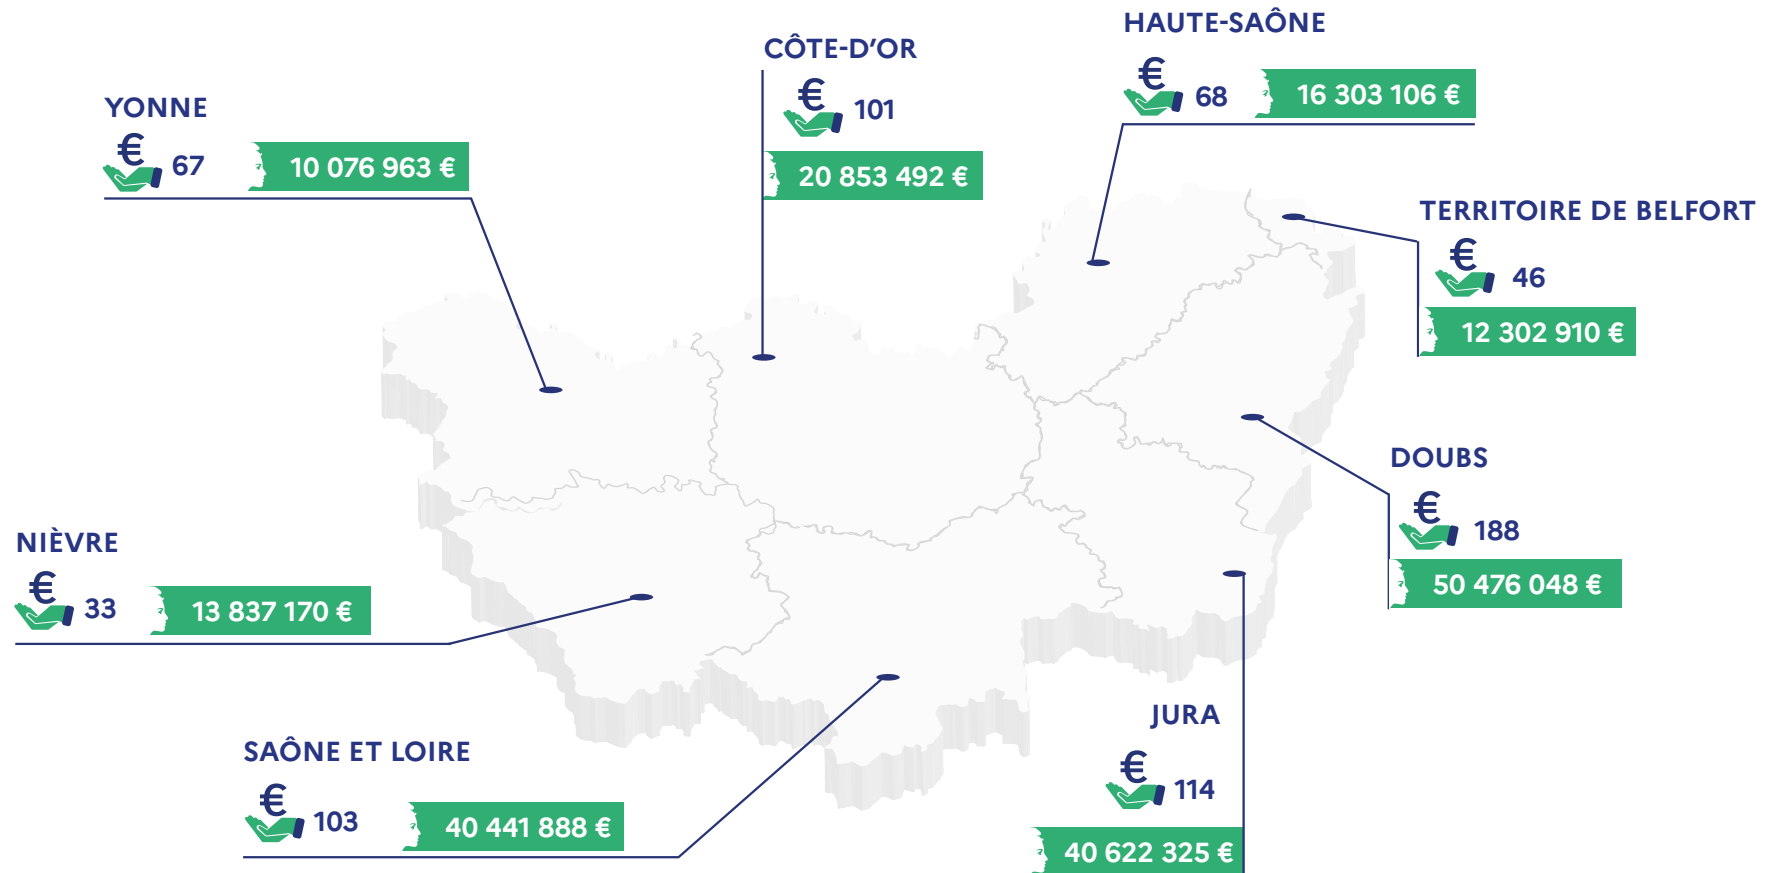 HAUTE-SAÔNE
€
68
16 303 106 €
CÔTE-D'OR
€
101
20 853 492 €
YONNE
€
67
10 076 963 €
TERRITOIRE DE BELFORT
€
46
12 302 910 €
DOUBS
€
188
50 476 048 €
NIÈVRE
€
33
13 837 170 €
JURA
€
114
40 622 325 €
SAÔNE ET LOIRE
€
103
40 441 888 €